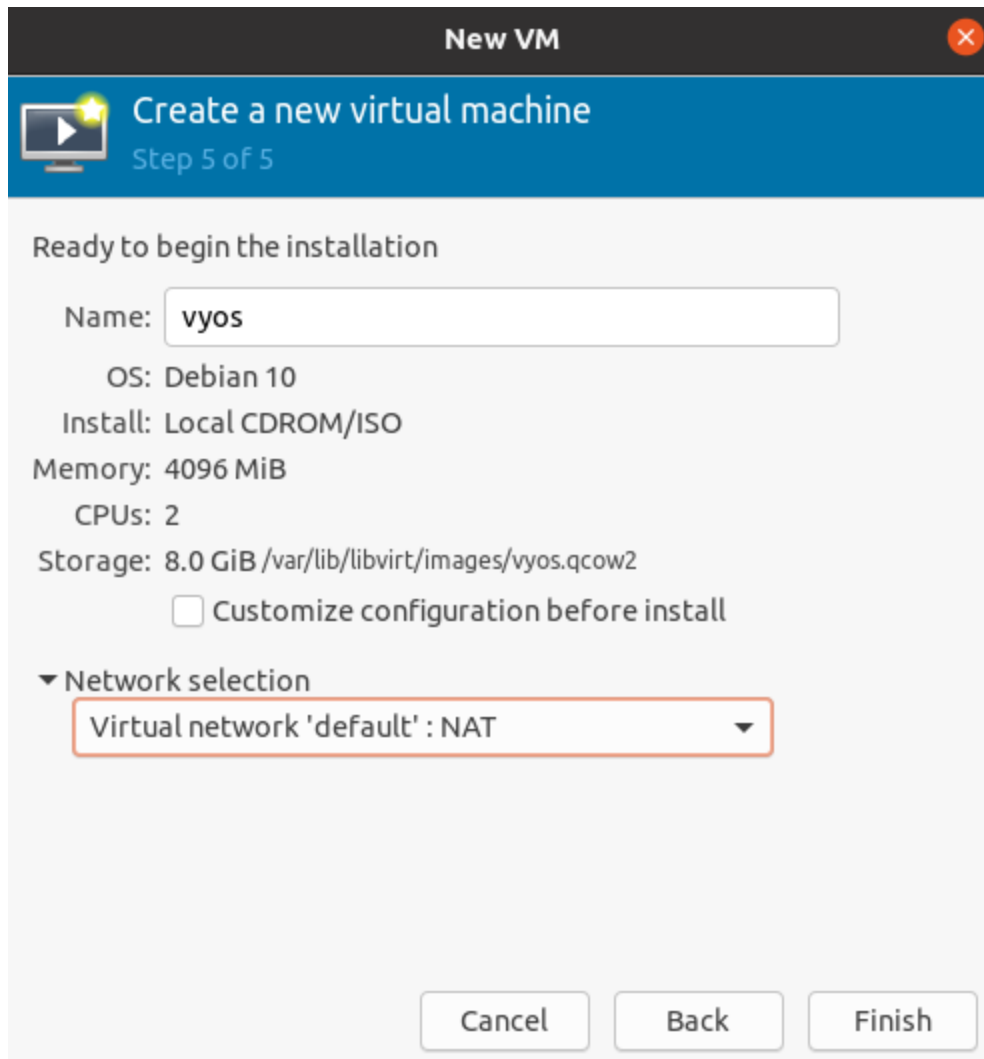 New VM
Create a new virtual machine
Step 5 of 5
Ready to begin the installation
Name: vyos
OS: Debian 10
Install: Local CDROM/ISO
Memory: 4096 MiB
CPUs: 2
Storage: 8.0 GiB /var/lib/libvirt/images/vyos.qcow2
Customize configuration before install
Network selection
Virtual network 'default' : NAT
Cancel Back Finish